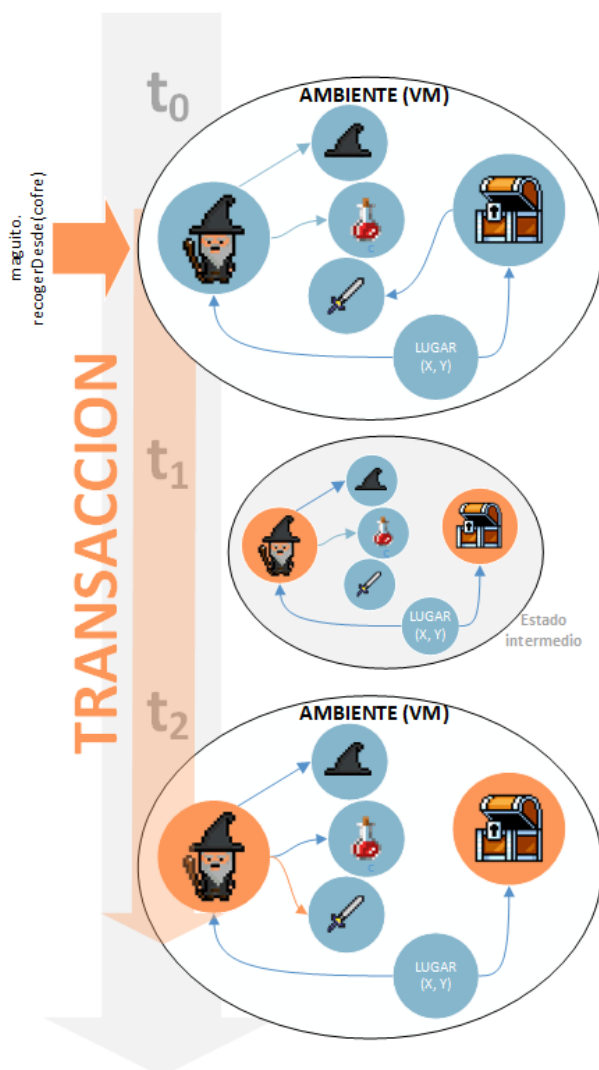 t0
AMBIENTE (VM)
C
LUGAR
(X, Y)
maguito.
recogerDesde(cofre)
TRANSACCION
t1
C
LUGAR
(X, Y)
Estado
intermedio
t2
AMBIENTE (VM)
C
LUGAR
(X, Y)